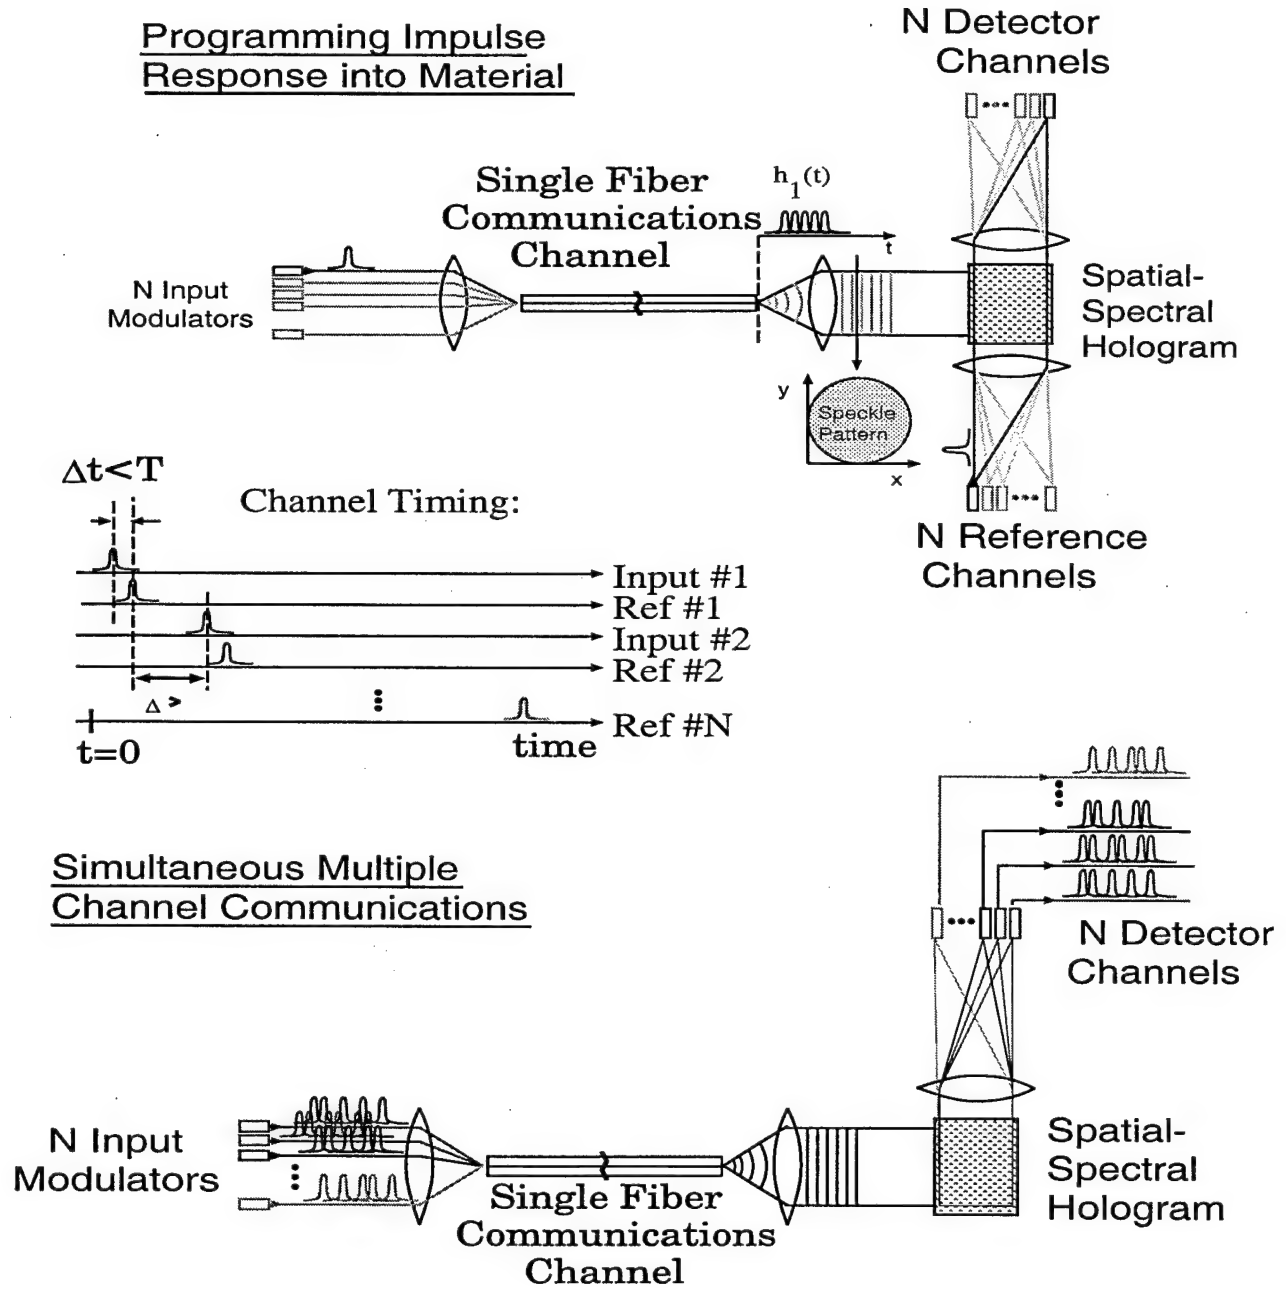 Programming Impulse
Response into Material
N Detector
Channels
Single Fiber
Communications
Channel
h1(t)
t
N Input
Modulators
Spatial-
Spectral
Hologram
y
Speckle
Pattern
x
N Reference
Channels
Δt<T
Channel Timing:
Input #1
Ref #1
Input #2
Ref #2
Δ >
Ref #N
t=0
time
Simultaneous Multiple
Channel Communications
N Detector
Channels
N Input
Modulators
Single Fiber
Communications
Channel
Spatial-
Spectral
Hologram